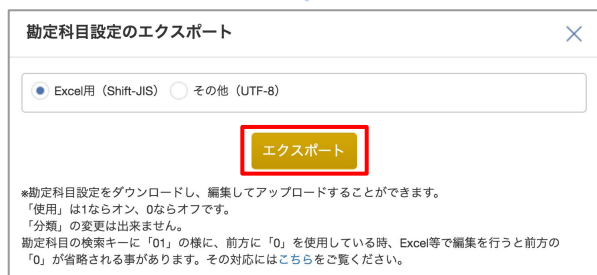 勘定科目設定のエクスポート
Excel用（Shift-JIS） その他（UTF-8）
エクスポート
※勘定科目設定をダウンロードし、編集してアップロードすることができます。
「使用」は1ならオン、0ならオフです。
「分類」の変更は出来ません。
勘定科目の検索キーに「01」の様に、前方に「0」を使用している時、Excel等で編集を行うと前方の
「0」が省略される事があります。その対応にはこちらをご覧ください。